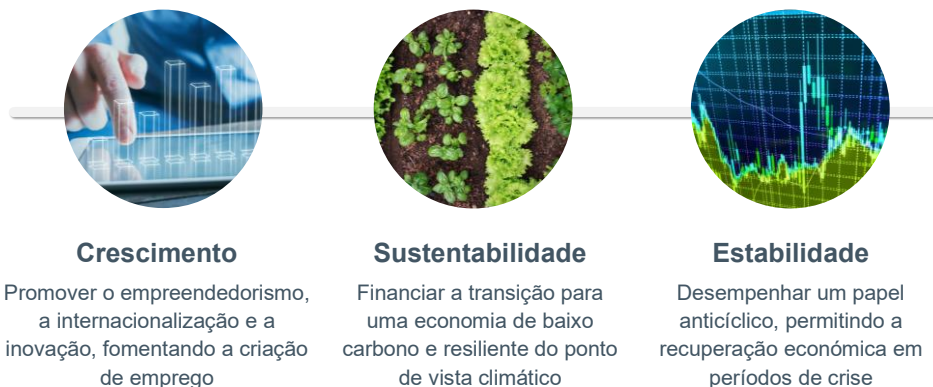 Crescimento
Promover o empreendedorismo,
a internacionalização e a
inovação, fomentando a criação
de emprego
Sustentabilidade
Financiar a transição para
uma economia de baixo
carbono e resiliente do ponto
de vista climático
Estabilidade
Desempenhar um papel
anticíclico, permitindo a
recuperação económica em
períodos de crise